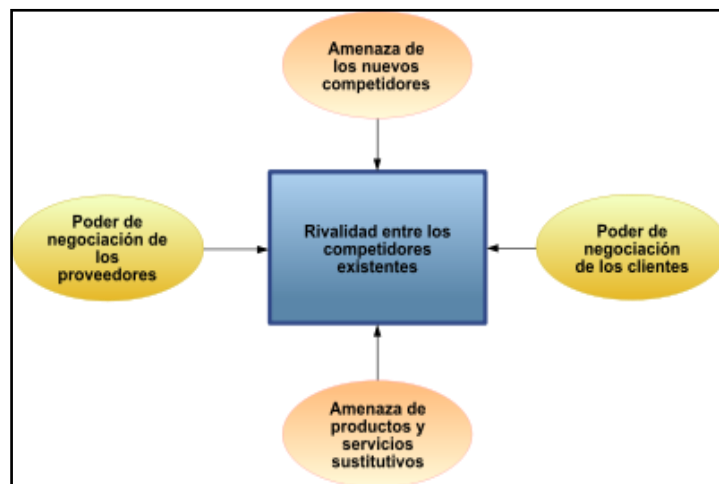 Amenaza de
los nuevos
competidores
Poder de
negociación de
los
proveedores
Rivalidad entre los
competidores
existentes
Poder de
negociación
de los clientes
Amenaza de
productos y
servicios
sustitutivos